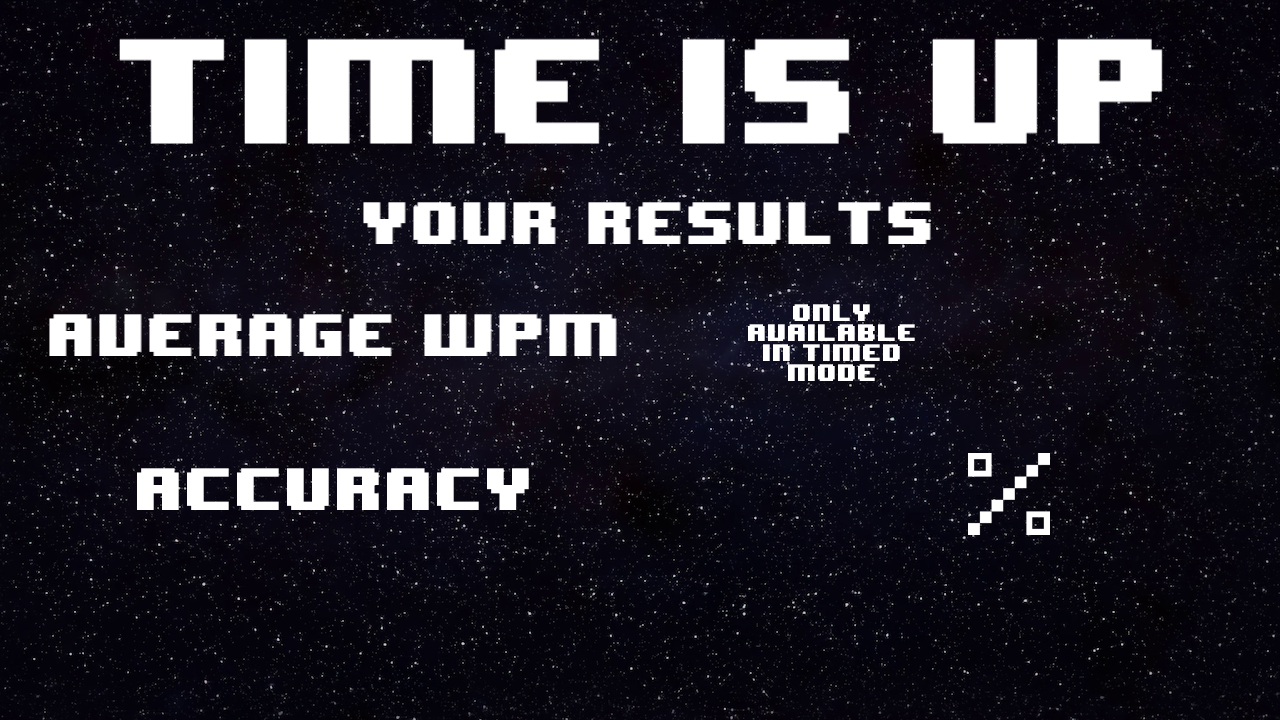 TIME IS UP
YOUR RESULTS
AVERAGE WPM
ONLY
AVAILABLE
IN TIMED
MODE
ACCURACY %